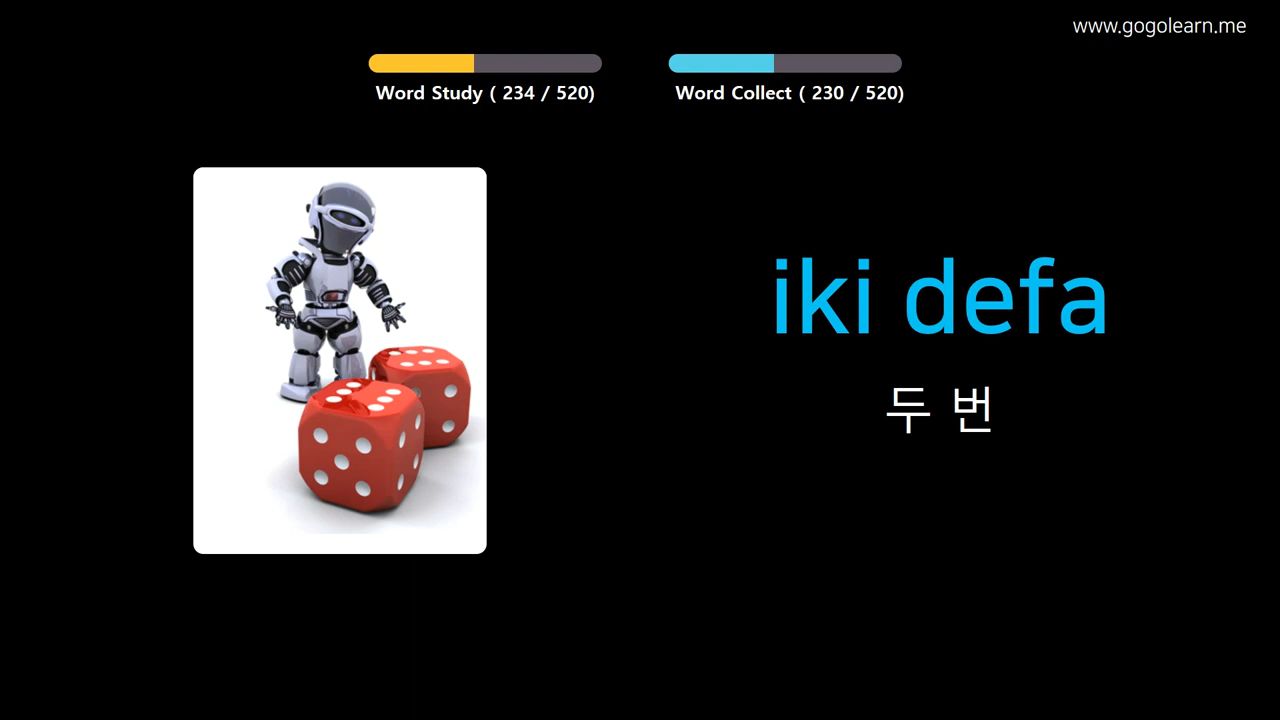 www.gogolearn.me
Word Study ( 234 / 520)
Word Collect ( 230 / 520)
iki defa
두 번